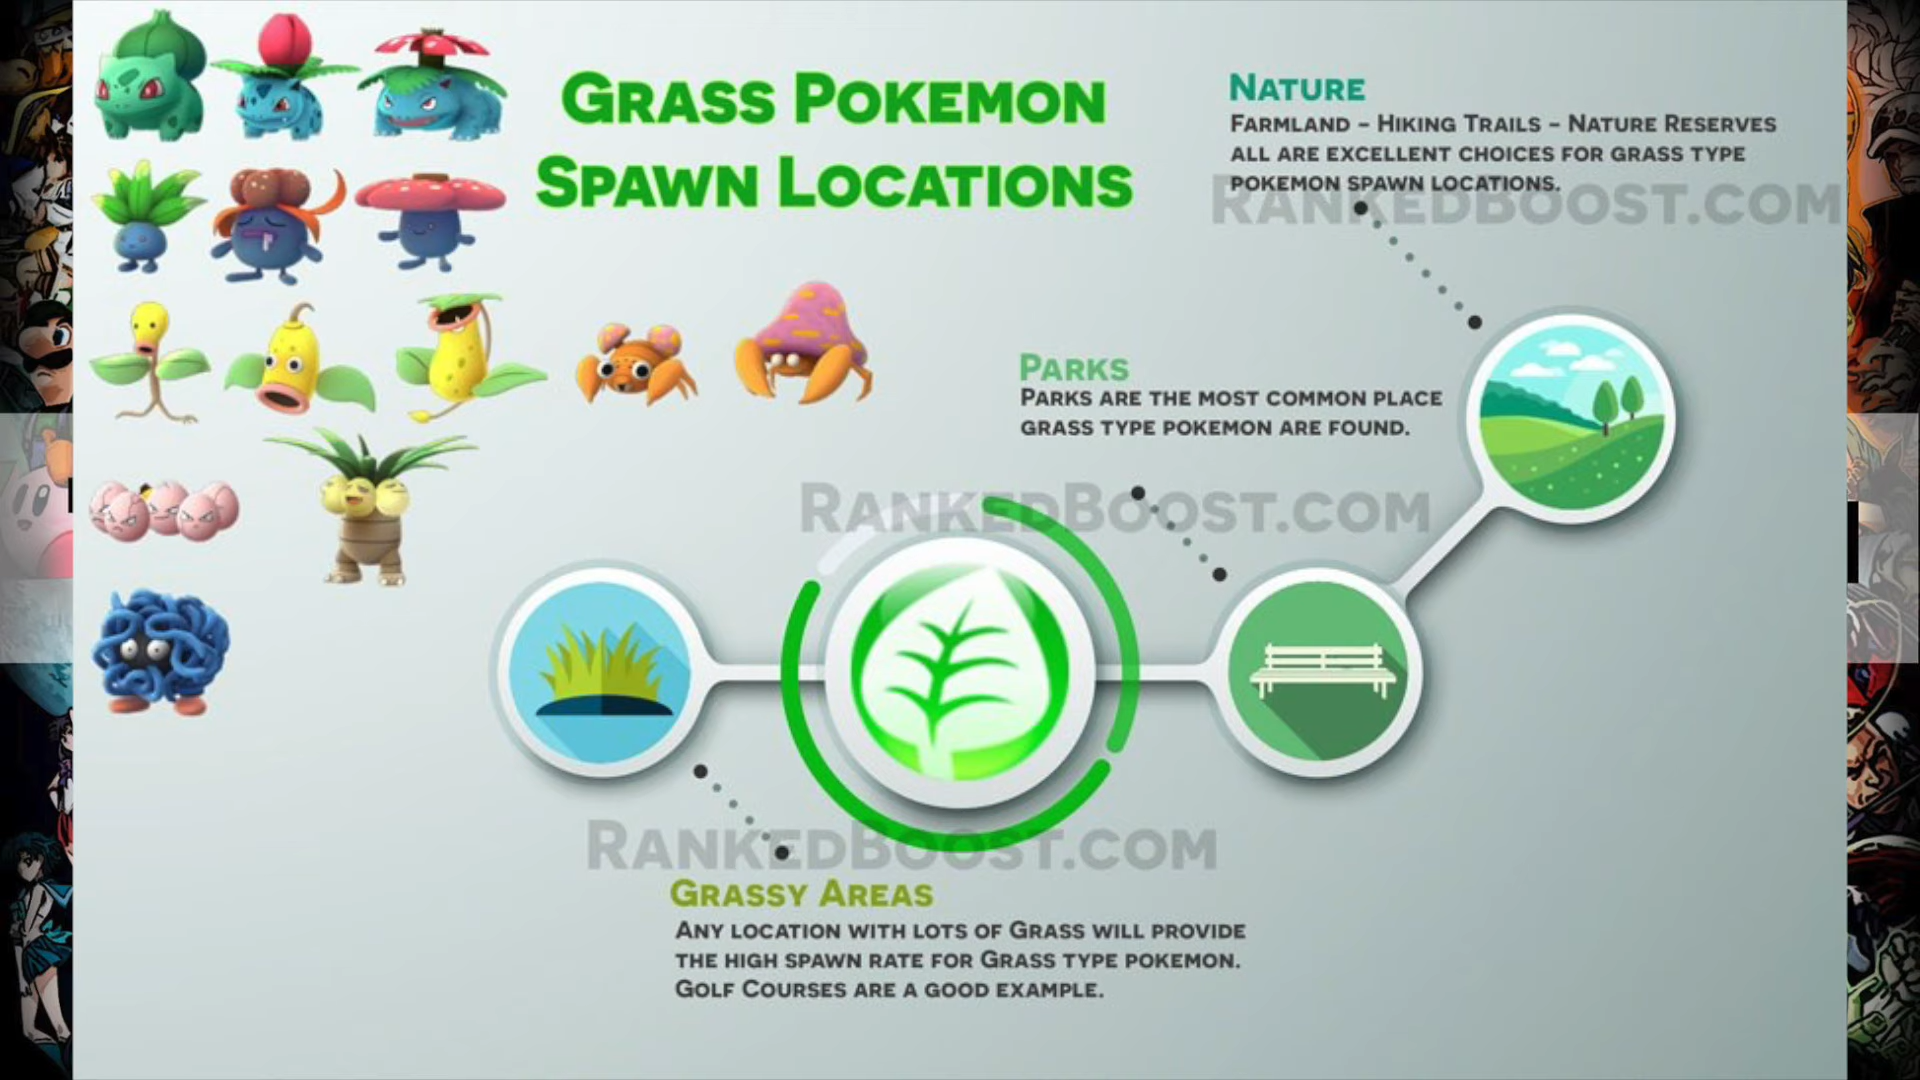 Grass Pokemon
Spawn Locations
Nature
Farmland - Hiking Trails - Nature Reserves
all are excellent choices for grass type
pokemon spawn locations.
RankedBoost.com
Parks
Parks are the most common place
grass type pokemon are found.
RankedBoost.com
RankedBoost.com
Grassy Areas
Any location with lots of Grass will provide
the high spawn rate for Grass type pokemon.
Golf Courses are a good example.